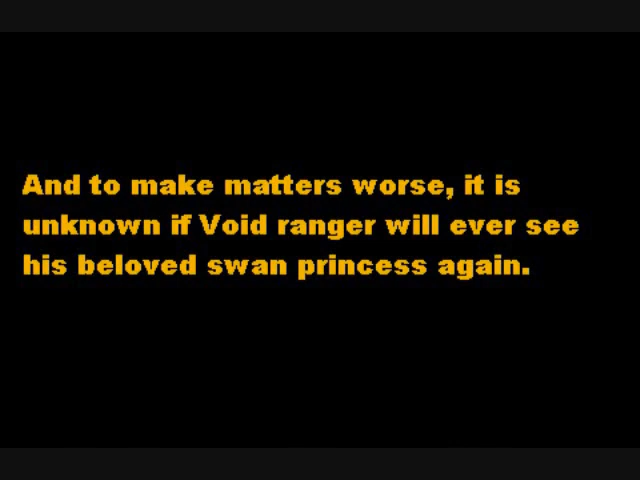 And to make matters worse, it is
unknown if Void ranger will ever see
his beloved swan princess again.